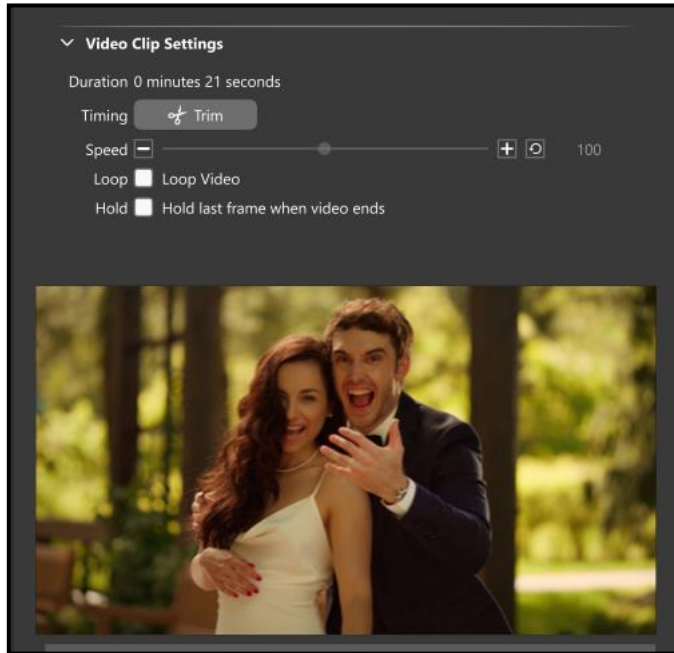 Video Clip Settings
Duration 0 minutes 21 seconds
Timing Trim
Speed 100
Loop Loop Video
Hold Hold last frame when video ends